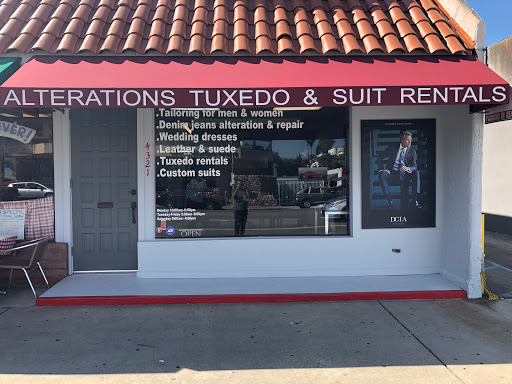 ALTERATIONS TUXEDO & SUIT RENTALS
.Tailoring for men & women
.Denim jeans alteration & repair
.Wedding dresses
.Leather & suede
.Tuxedo rentals
.Custom suits
4321
OPEN